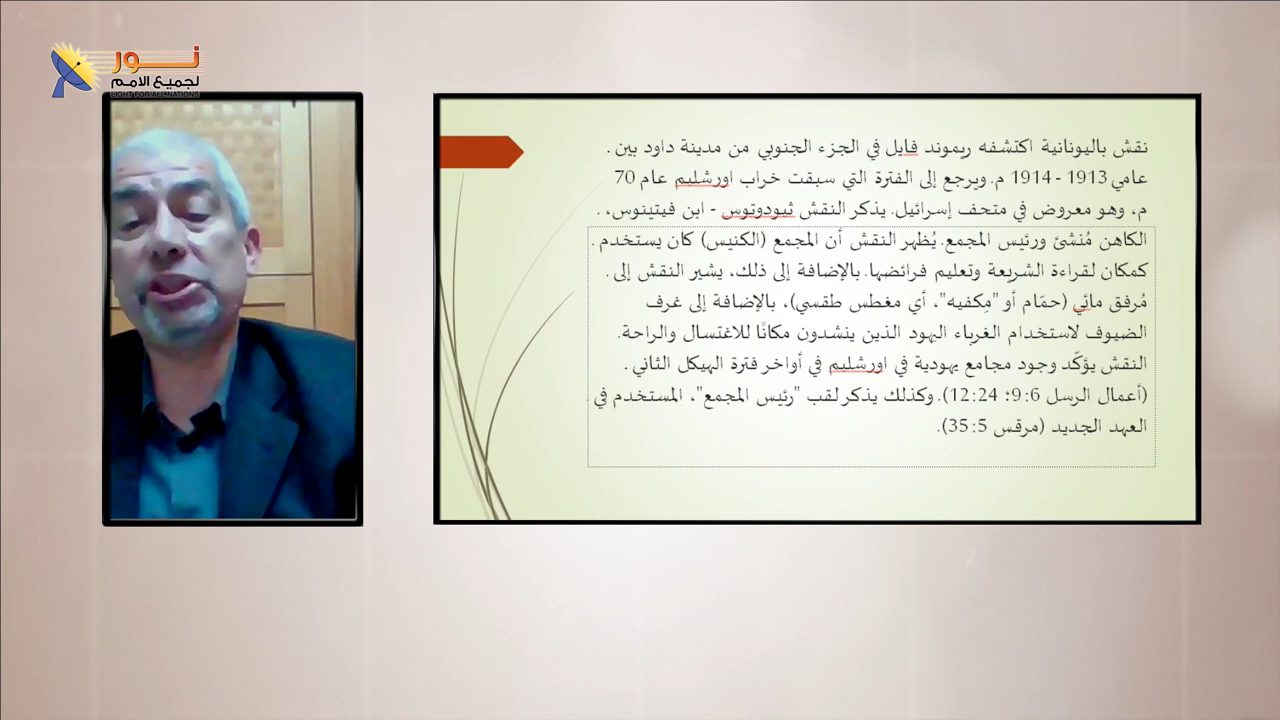 نور
لجميع الامم
LIGHT FOR ALL NATIONS
نقش باليونانية اكتشفه ريموند فايل في الجزء الجنوبي من مدينة داود بين .
عامي 1913 - 1914 م. ويرجع إلى الفترة التي سبقت خراب اورشليم عام 70
م، وهو معروض في متحف إسرائيل. يذكر النقش ثيودوتوس - ابن فيتينوس، .
الكاهن مُنشئ ورئيس المجمع. يُظهر النقش أن المجمع (الكنيس) كان يستخدم .
كمكان لقراءة الشريعة وتعليم فرائضها. بالإضافة إلى ذلك، يشير النقش إلى .
مُرفق مائي (حمّام أو "مِكفيه"، أي مغطس طقسي)، بالإضافة إلى غرف
الضيوف لاستخدام الغرباء اليهود الذين ينشدون مكانًا للاغتسال والراحة.
النقش يؤكّد وجود مجامع يهودية في اورشليم في أواخر فترة الهيكل الثاني .
(أعمال الرسل 9:6؛ 12:24). وكذلك يذكر لقب "رئيس المجمع"، المستخدم في .
العهد الجديد (مرقس 35:5).